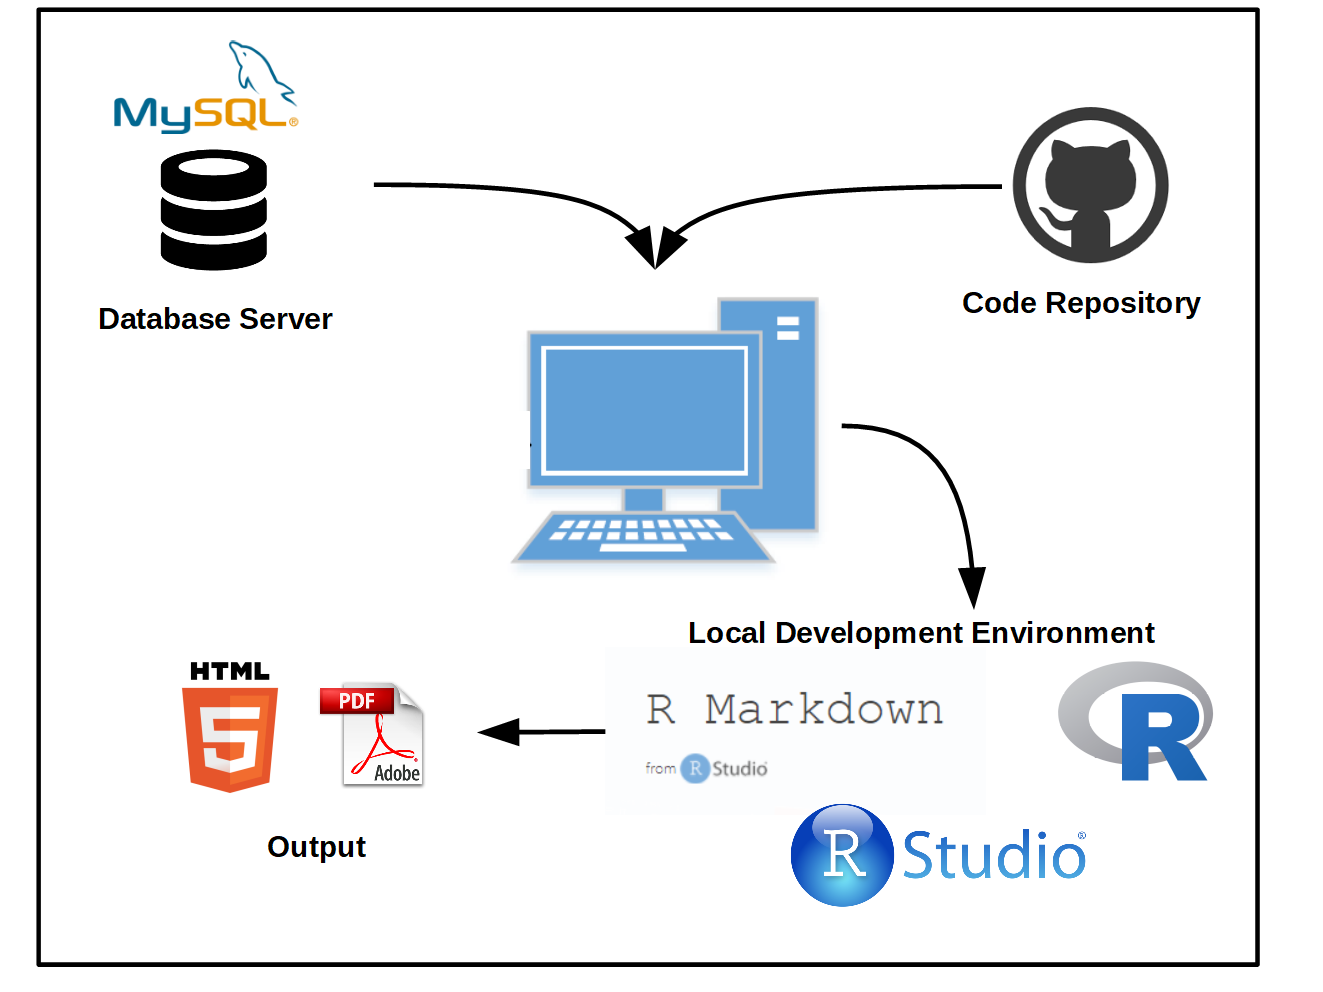 MySQL®
Database Server
Code Repository
Local Development Environment
HTML
5
PDF
Adobe
R Markdown
from R Studio
R
Output
R Studio®